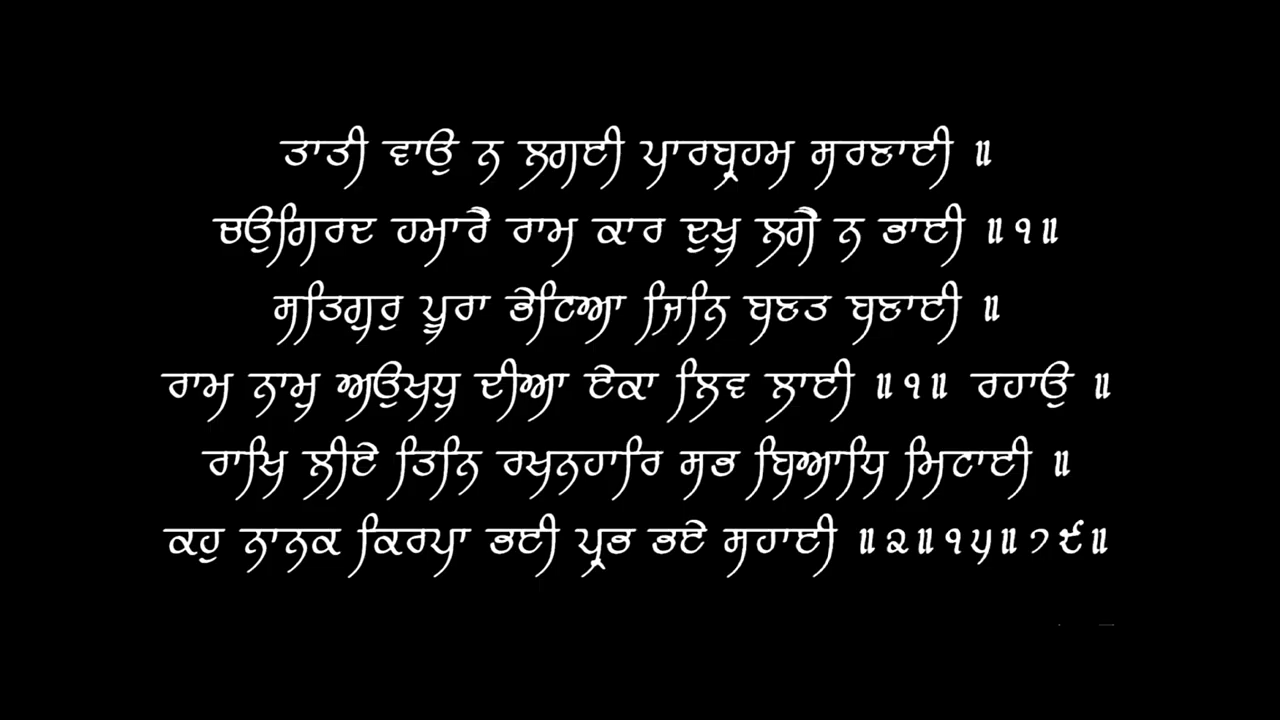 ਤਾਤੀ ਵਾਉ ਨ ਲਗਈ ਪਾਰਬ੍ਰਹਮ ਸਰਣਾਈ ॥
ਚਉਗਿਰਦ ਹਮਾਰੈ ਰਾਮ ਕਾਰ ਦੁਖੁ ਲਗੈ ਨ ਭਾਈ ॥੧॥
ਸਤਿਗੁਰੁ ਪੂਰਾ ਭੇਟਿਆ ਜਿਨਿ ਬਣਤ ਬਣਾਈ ॥
ਰਾਮ ਨਾਮੁ ਅਉਖਧੁ ਦੀਆ ਏਕਾ ਲਿਵ ਲਾਈ ॥੧॥ ਰਹਾਉ ॥
ਰਾਖਿ ਲੀਏ ਤਿਨਿ ਰਖਨਹਾਰਿ ਸਭ ਬਿਆਧਿ ਮਿਟਾਈ ॥
ਕਹੁ ਨਾਨਕ ਕਿਰਪਾ ਭਈ ਪ੍ਰਭ ਭਏ ਸਹਾਈ ॥੨॥੧੫॥੭੯॥